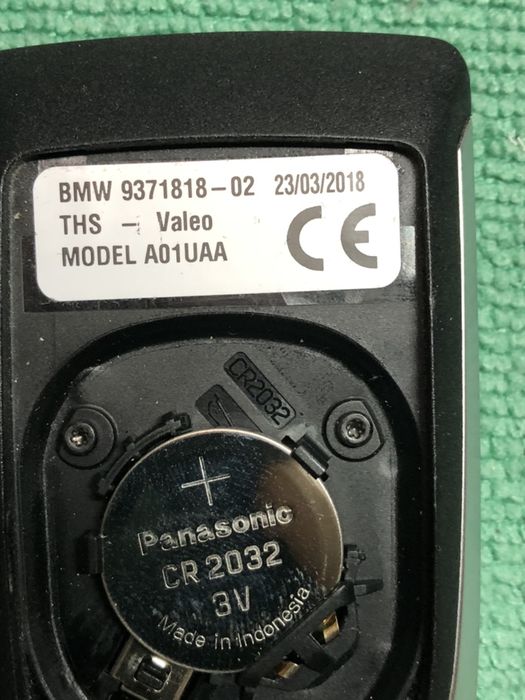 BMW 9371818-02 23/03/2018
THS - Valeo
MODEL A01UAA
CE
CR2032
+
Panasonic
CR 2032
3V
Made in Indonesia